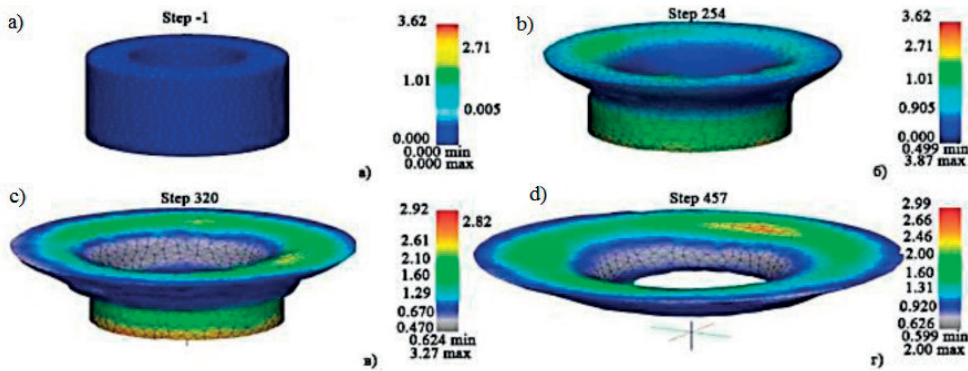 a)
Step -1
3.62
2.71
1.01
0.005
0.000
0.000 min
0.000 max
a)
b)
Step 254
3.62
2.71
1.01
0.905
0.000
0.499 min
3.87 max
б)
c)
Step 320
2.92
2.82
2.61
2.10
1.60
1.29
0.670
0.470
0.624 min
3.27 max
в)
d)
Step 457
2.99
2.66
2.46
2.00
1.31
0.920
0.626
0.599 min
2.00 max
г)